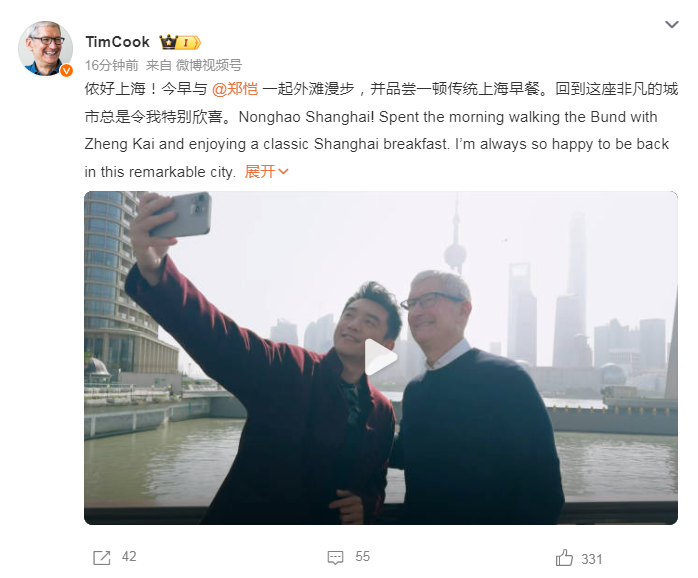 TimCook I
16分钟前 来自 微博视频号
侬好上海！今早与 @郑恺 一起外滩漫步，并品尝一顿传统上海早餐。回到这座非凡的城
市总是令我特别欣喜。Nonghao Shanghai! Spent the morning walking the Bund with
Zheng Kai and enjoying a classic Shanghai breakfast. I’m always so happy to be back
in this remarkable city. 展开
42 55 331